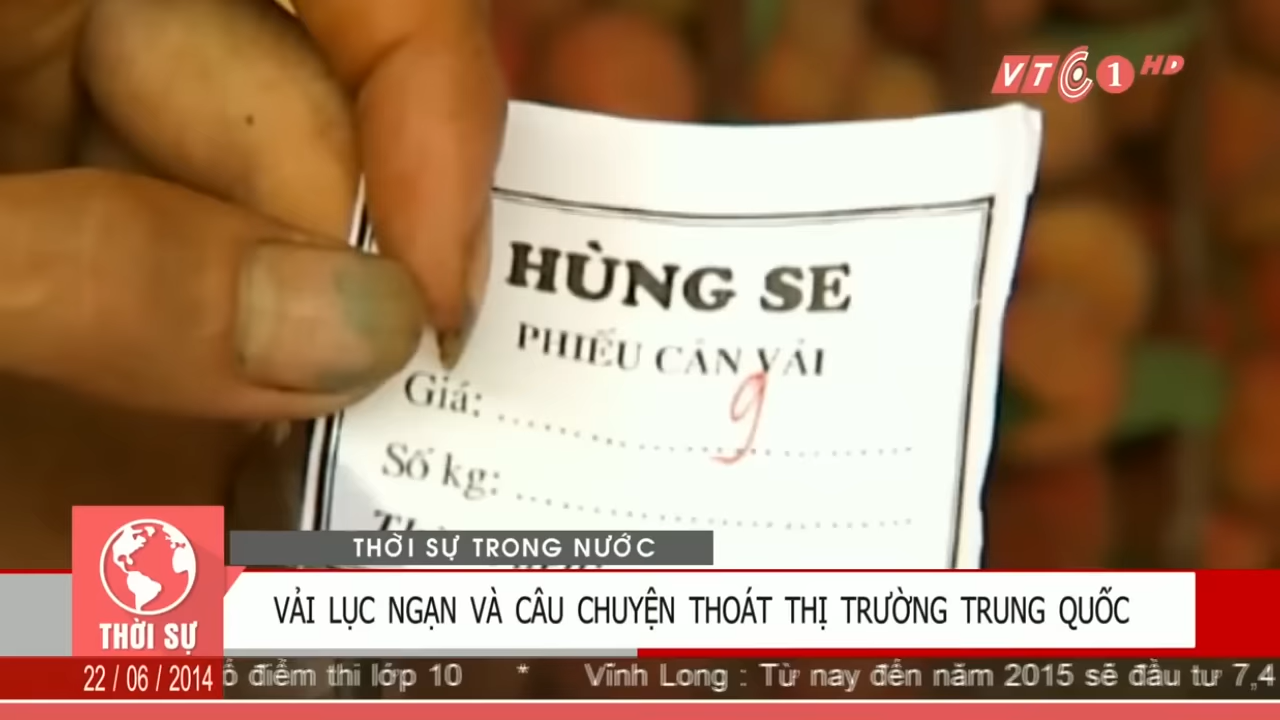 VTC 1 HD
HÙNG SE
PHIẾU CÂN VẢI
Giá: 9
Số kg:
THỜI SỰ TRONG NƯỚC
VẢI LỤC NGẠN VÀ CÂU CHUYỆN THOÁT THỊ TRƯỜNG TRUNG QUỐC
THỜI SỰ
22 / 06 / 2014 điểm thi lớp 10 * Vĩnh Long : Từ nay đến năm 2015 sẽ đầu tư 7,4